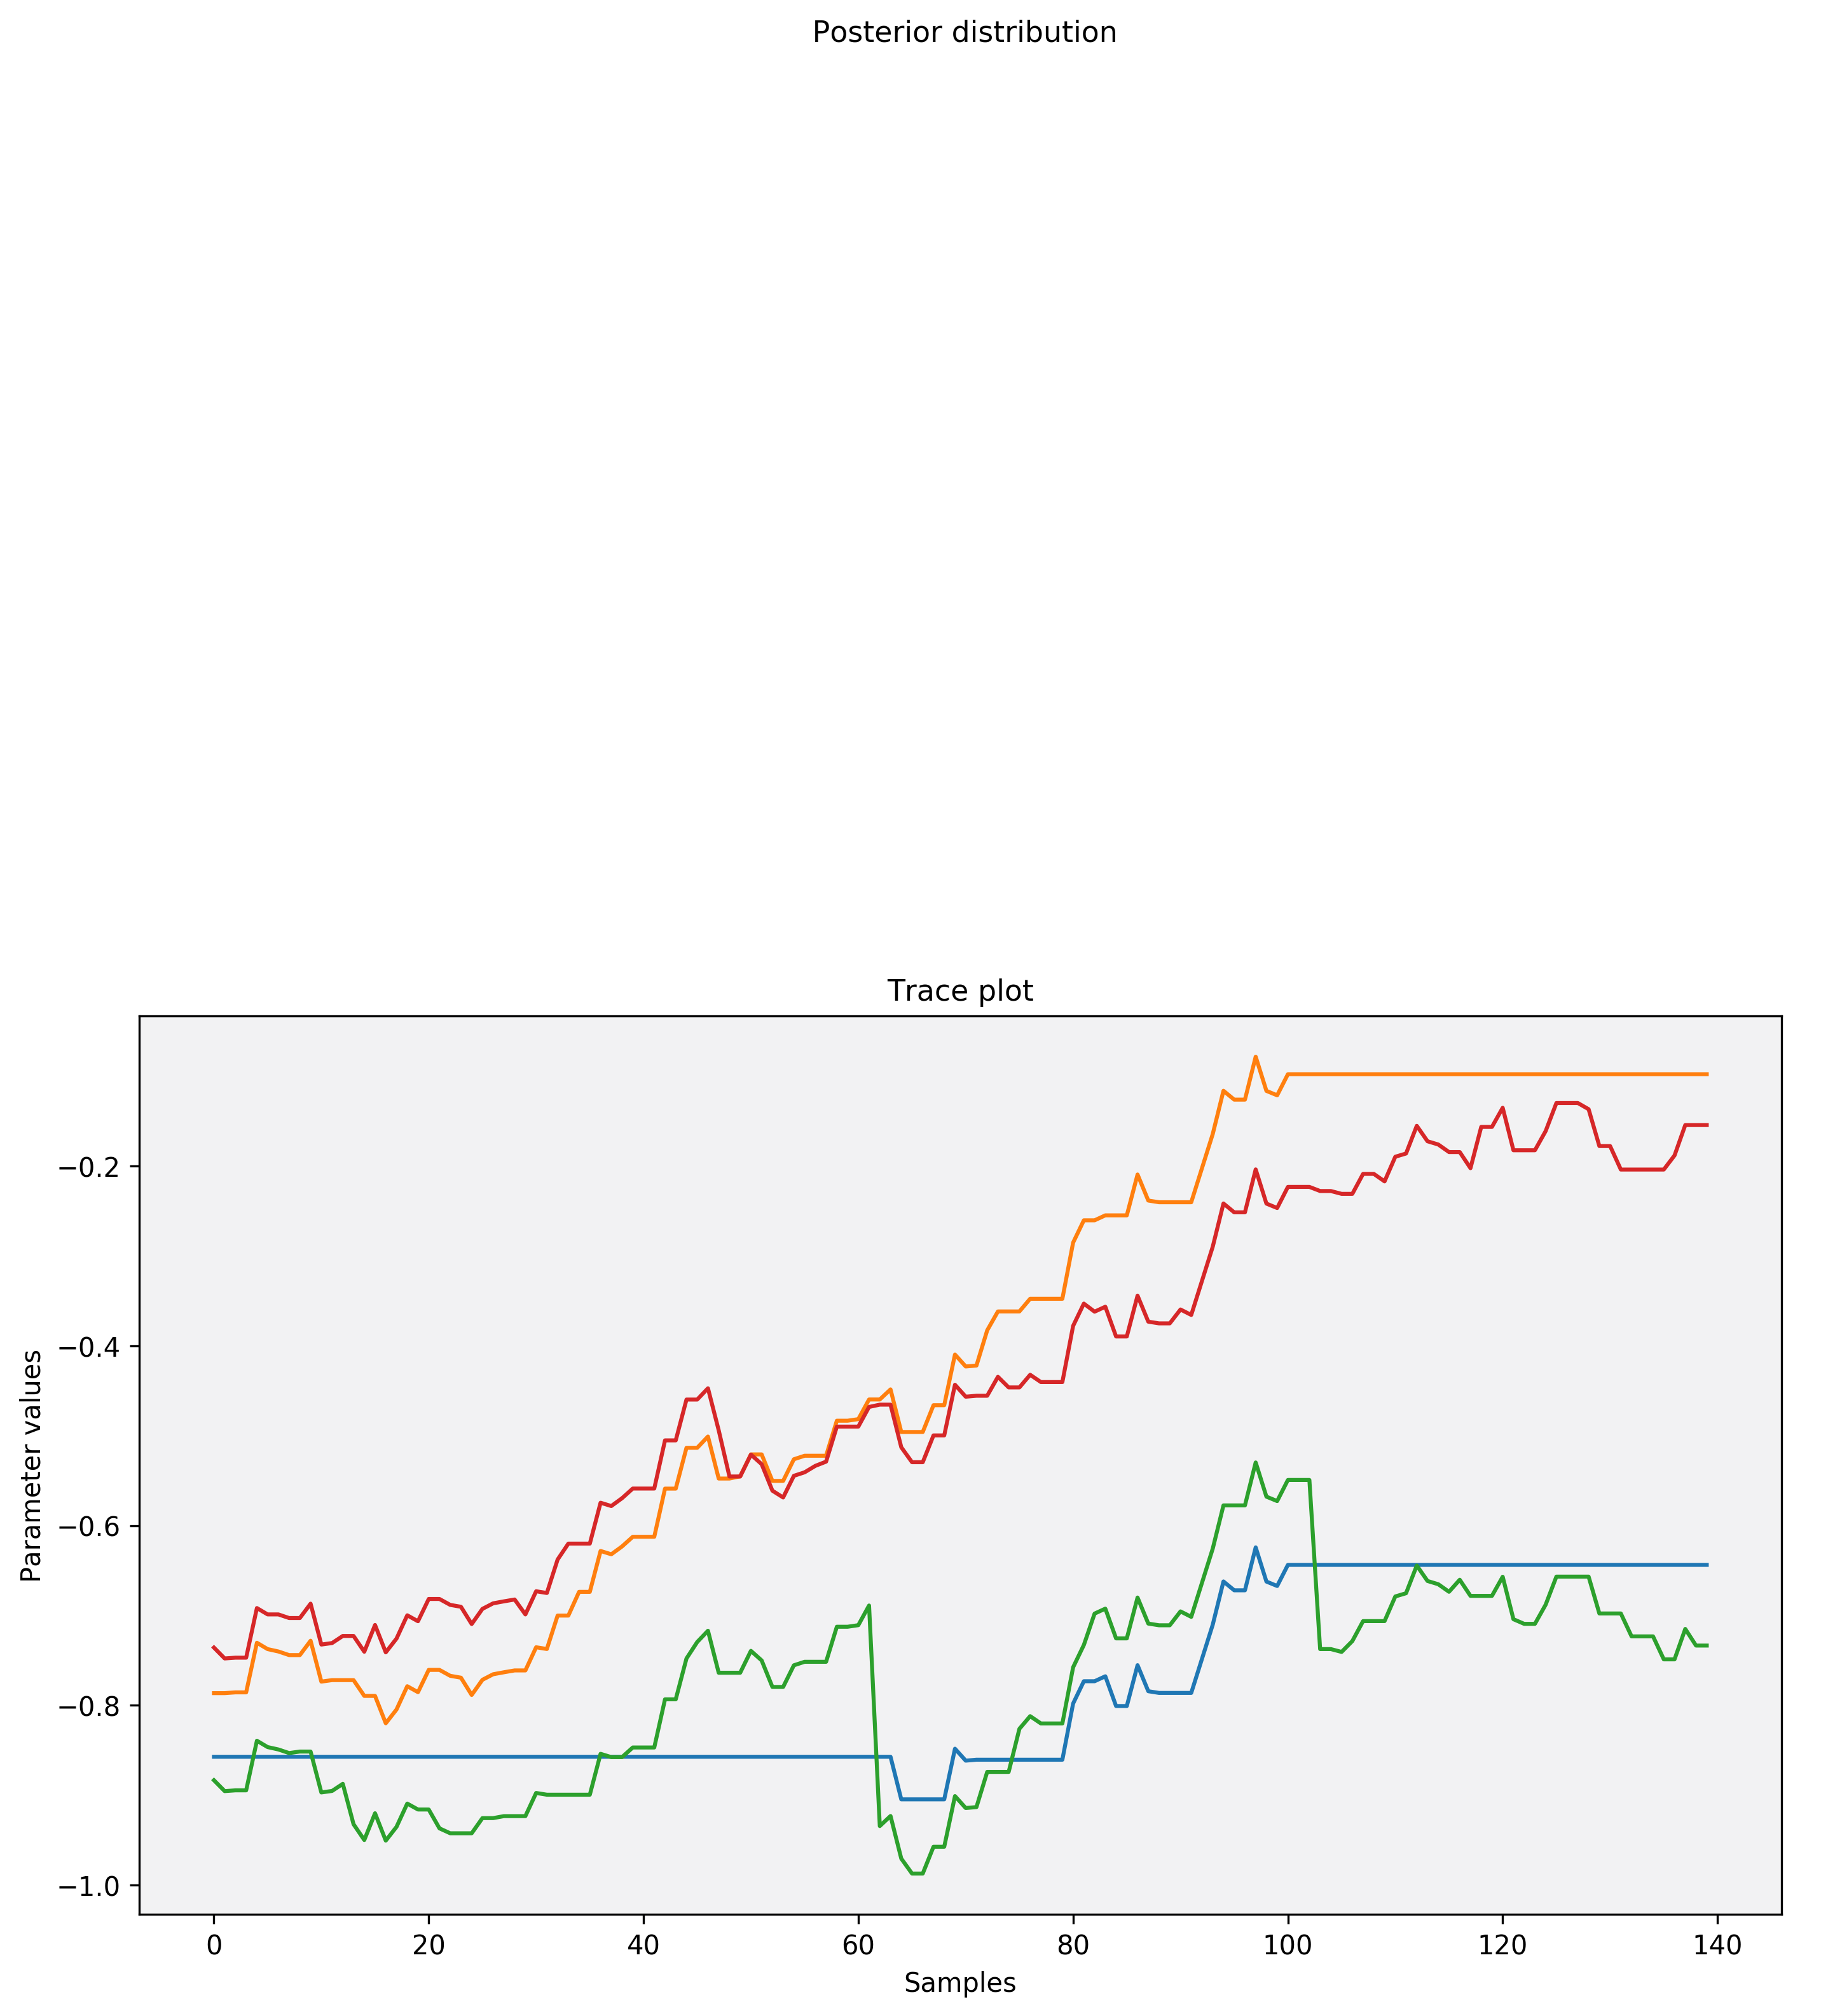 Posterior distribution
Trace plot
Parameter values
−0.2
−0.4
−0.6
−0.8
−1.0
0 20 40 60 80 100 120 140
Samples